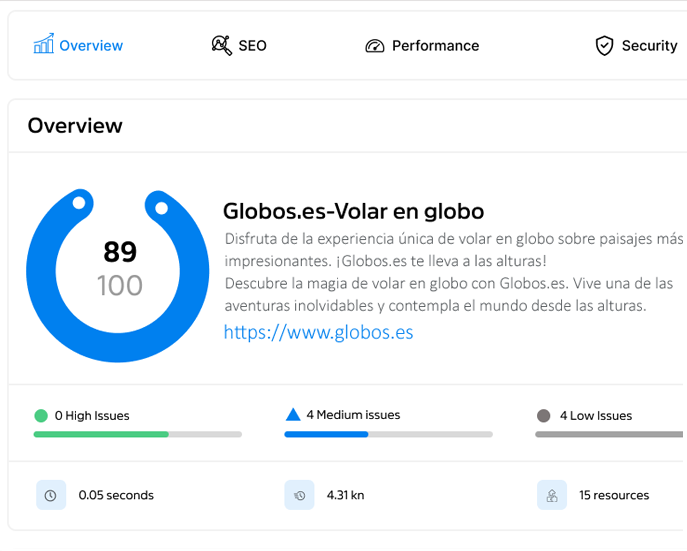 Overview SEO Performance Security
Overview
89
100
Globos.es-Volar en globo
Disfruta de la experiencia única de volar en globo sobre paisajes más
impresionantes. ¡Globos.es te lleva a las alturas!
Descubre la magia de volar en globo con Globos.es. Vive una de las
aventuras inolvidables y contempla el mundo desde las alturas.
https://www.globos.es
0 High Issues 4 Medium issues 4 Low Issues
0.05 seconds 4.31 kn 15 resources